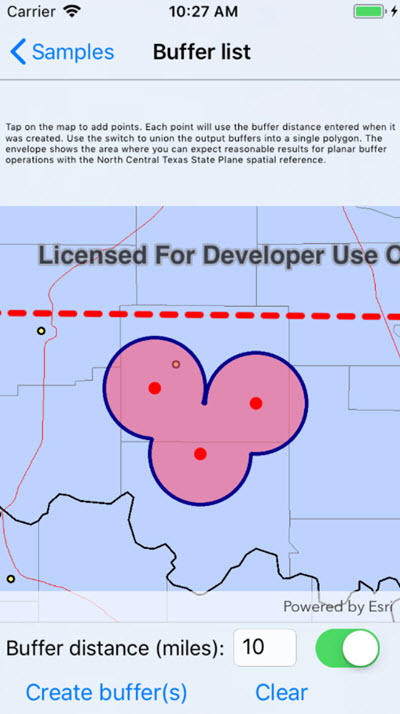 Carrier 10:27 AM
Samples Buffer list
Tap on the map to add points. Each point will use the buffer distance entered when it
was created. Use the switch to union the output buffers into a single polygon. The
envelope shows the area where you can expect reasonable results for planar buffer
operations with the North Central Texas State Plane spatial reference.
Licensed For Developer Use O
Powered by Esri
Buffer distance (miles): 10
Create buffer(s) Clear